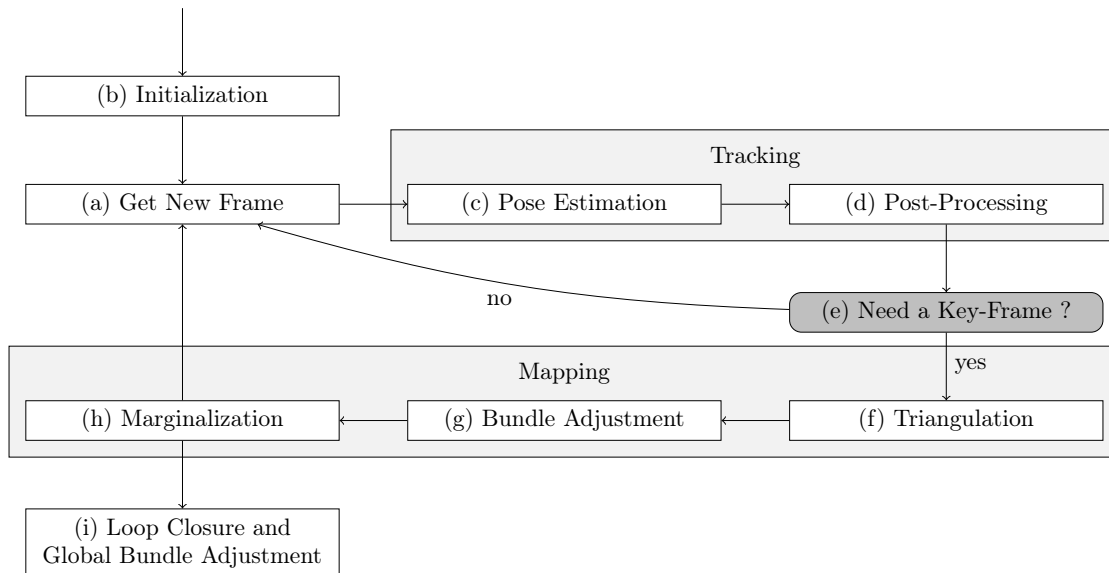 (b) Initialization
Tracking
(a) Get New Frame
(c) Pose Estimation
(d) Post-Processing
no
(e) Need a Key-Frame ?
yes
Mapping
(h) Marginalization
(g) Bundle Adjustment
(f) Triangulation
(i) Loop Closure and
Global Bundle Adjustment